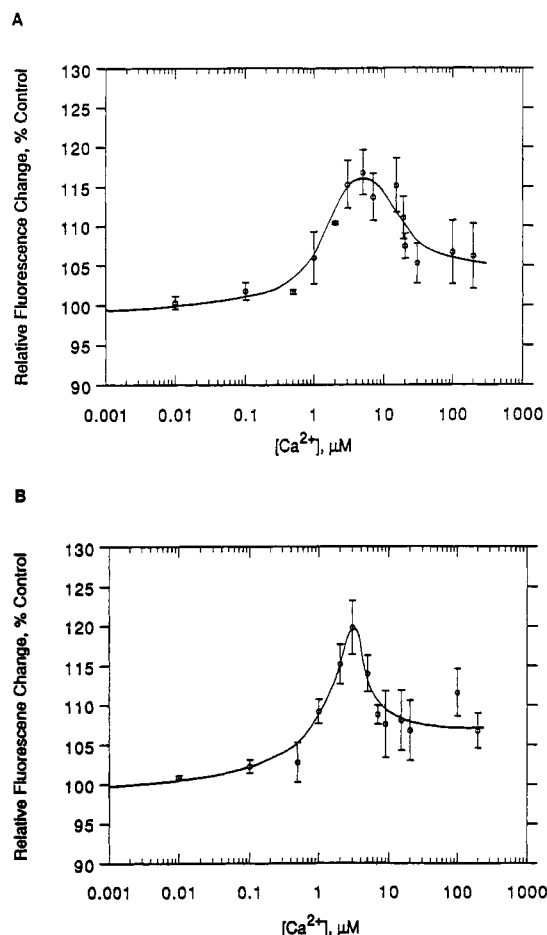 A
Relative Fluorescence Change, % Control
130
125
120
115
110
105
100
95
90
0.001 0.01 0.1 1 10 100 1000
[Ca2+], µM
B
Relative Fluorescene Change, % Control
130
125
120
115
110
105
100
95
90
0.001 0.01 0.1 1 10 100 1000
[Ca2+], µM